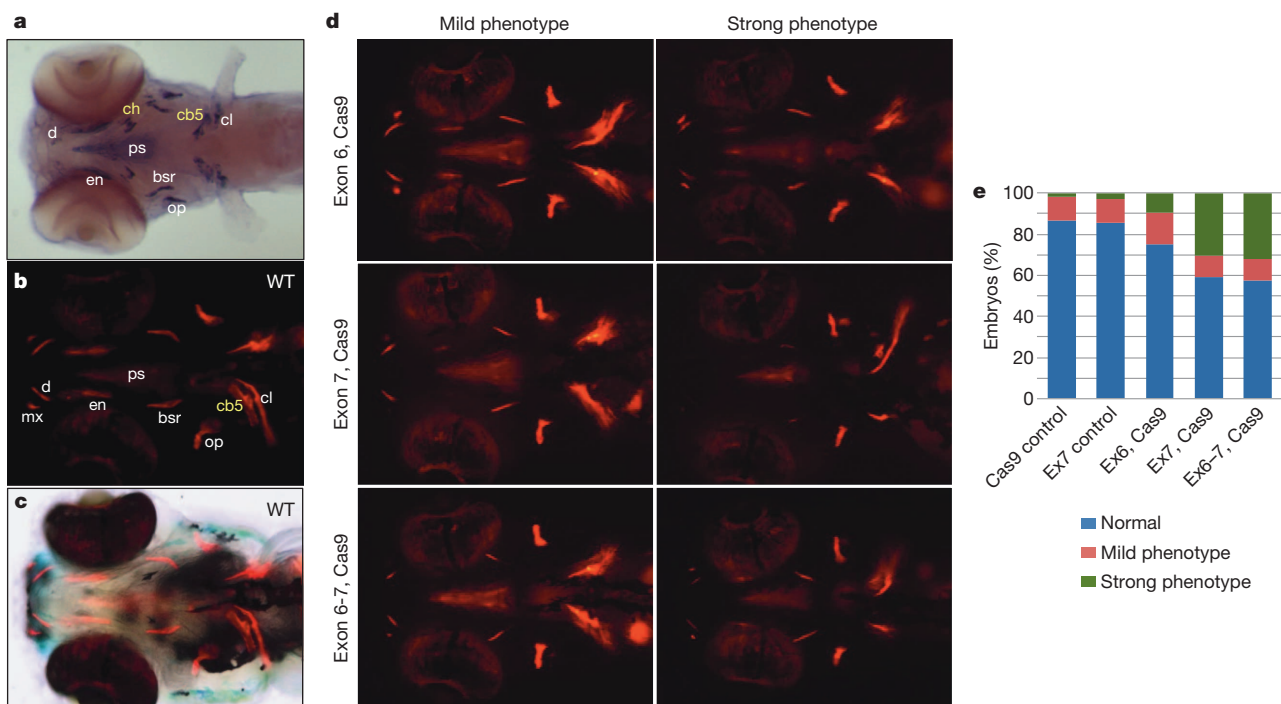 a
ch
cb5
cl
d
ps
en
bsr
op
b
WT
d
ps
mx
en
bsr
cb5
cl
op
c
WT
d
Mild phenotype
Strong phenotype
Exon 6, Cas9
Exon 7, Cas9
Exon 6-7, Cas9
e
100
80
60
40
20
0
Embryos (%)
Cas9 control
Ex7 control
Ex6, Cas9
Ex7, Cas9
Ex6–7, Cas9
Normal
Mild phenotype
Strong phenotype